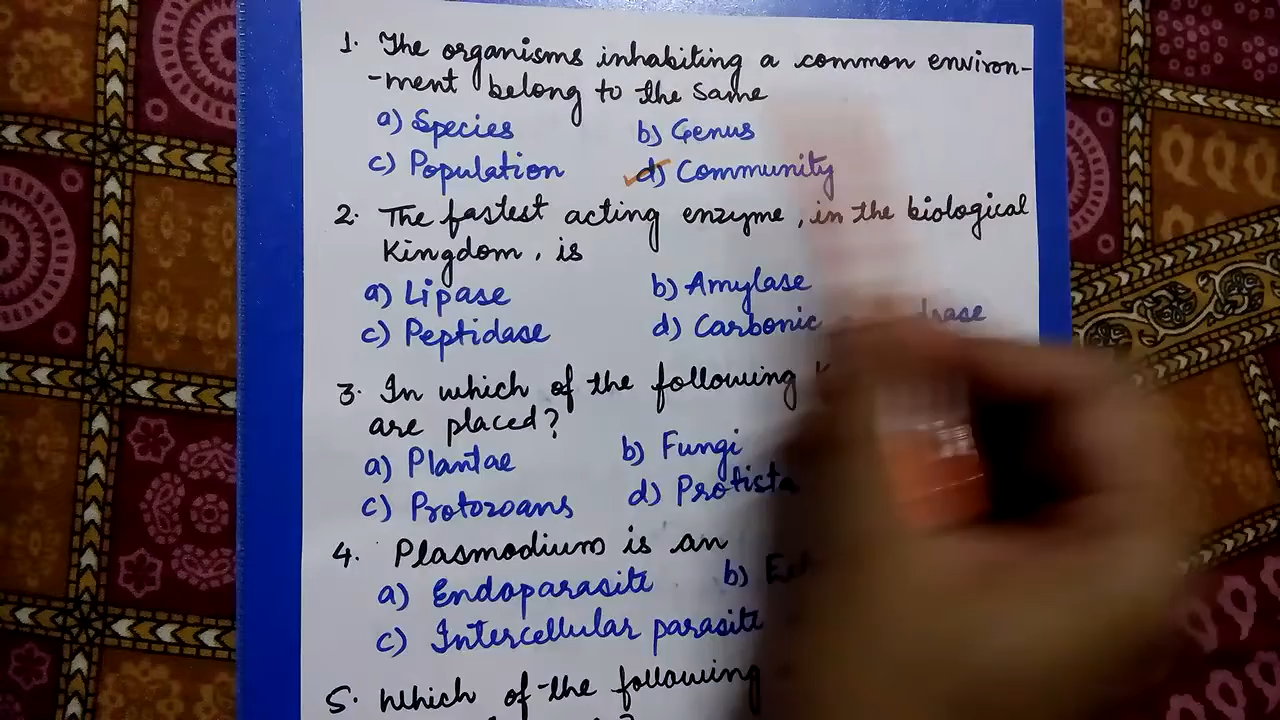 1. The organisms inhabiting a common environ-
-ment belong to the same
a) Species b) Genus
c) Population d) Community
2. The fastest acting enzyme, in the biological
Kingdom, is
a) Lipase b) Amylase
c) Peptidase d) Carbonic
3. In which of the following
are placed?
a) Plantae b) Fungi
c) Protozoans d) Protista
4. Plasmodium is an
a) Endoparasite b)
c) Intercellular parasite
5. Which of the following